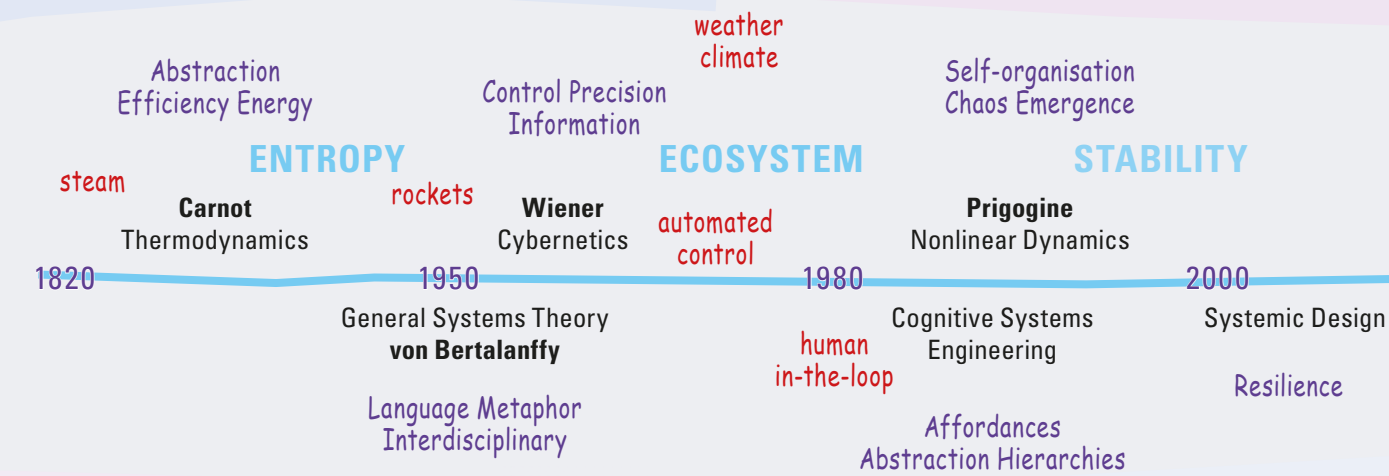 weather
climate
Abstraction
Efficiency Energy
Control Precision
Information
Self-organisation
Chaos Emergence
ENTROPY
ECOSYSTEM
STABILITY
steam
rockets
automated
control
Carnot
Thermodynamics
Wiener
Cybernetics
Prigogine
Nonlinear Dynamics
1820
1950
1980
2000
General Systems Theory
von Bertalanffy
human
in-the-loop
Cognitive Systems
Engineering
Systemic Design
Language Metaphor
Interdisciplinary
Affordances
Abstraction Hierarchies
Resilience